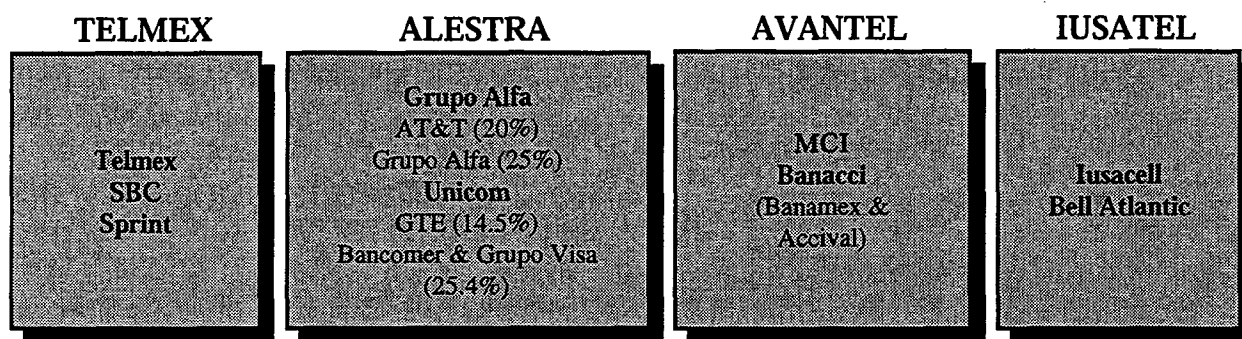 TELMEX
Telmex
SBC
Sprint
ALESTRA
Grupo Alfa
AT&T (20%)
Grupo Alfa (25%)
Unicom
GTE (14.5%)
Bancomer & Grupo Visa
(25.4%)
AVANTEL
MCI
Banacci
(Banamex &
Accival)
IUSATEL
Iusacell
Bell Atlantic